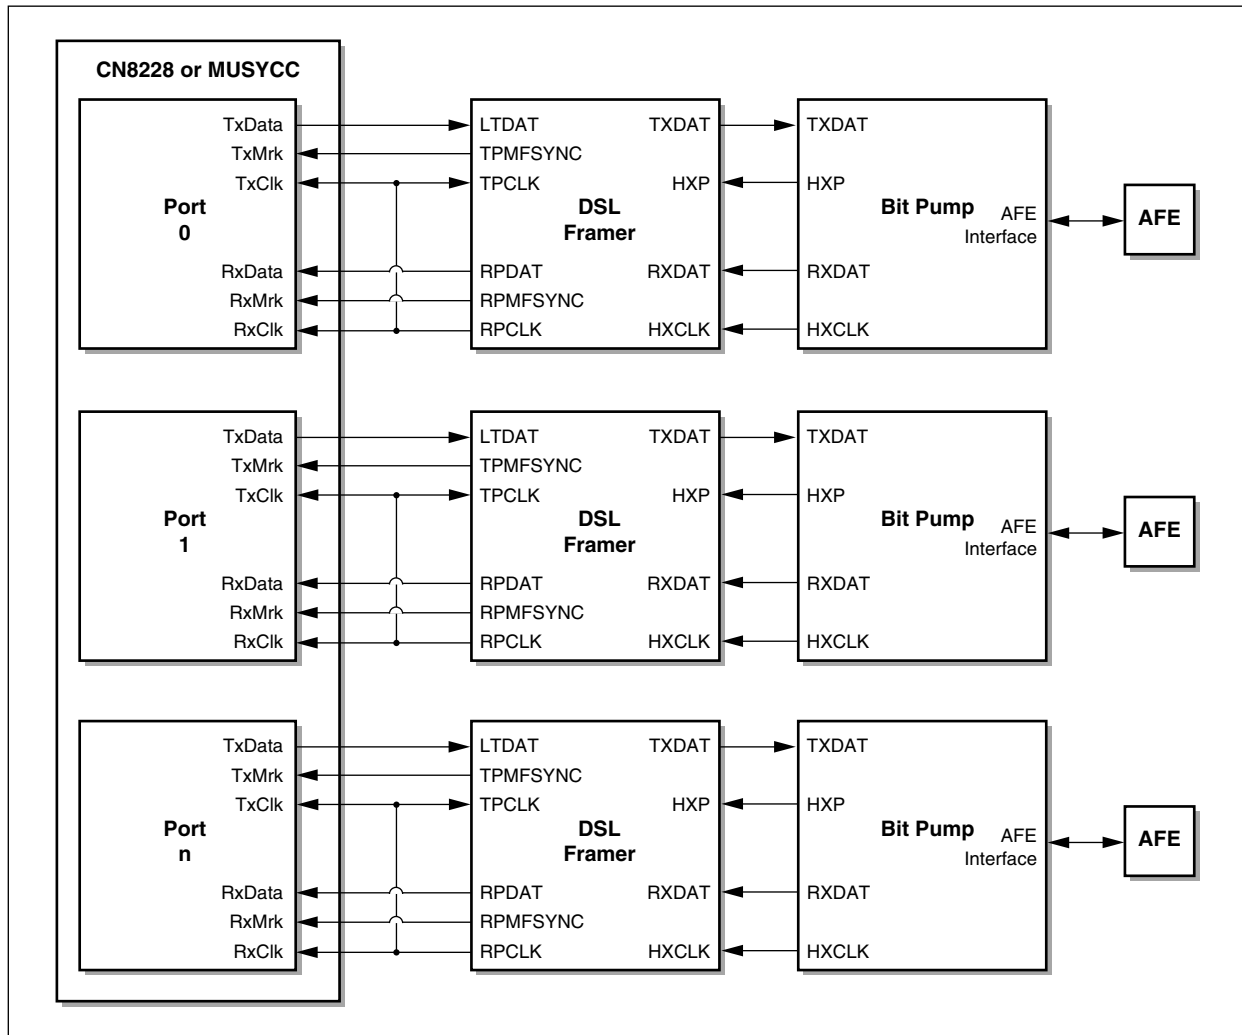 CN8228 or MUSYCC
TxData
TxMrk
TxClk
Port
0
RxData
RxMrk
RxClk
LTDAT
TPMFSYNC
TPCLK
RPDAT
RPMFSYNC
RPCLK
DSL
Framer
TXDAT
HXP
RXDAT
HXCLK
TXDAT
HXP
RXDAT
HXCLK
Bit Pump
AFE
Interface
AFE
TxData
TxMrk
TxClk
Port
1
RxData
RxMrk
RxClk
LTDAT
TPMFSYNC
TPCLK
RPDAT
RPMFSYNC
RPCLK
DSL
Framer
TXDAT
HXP
RXDAT
HXCLK
TXDAT
HXP
RXDAT
HXCLK
Bit Pump
AFE
Interface
AFE
TxData
TxMrk
TxClk
Port
n
RxData
RxMrk
RxClk
LTDAT
TPMFSYNC
TPCLK
RPDAT
RPMFSYNC
RPCLK
DSL
Framer
TXDAT
HXP
RXDAT
HXCLK
TXDAT
HXP
RXDAT
HXCLK
Bit Pump
AFE
Interface
AFE